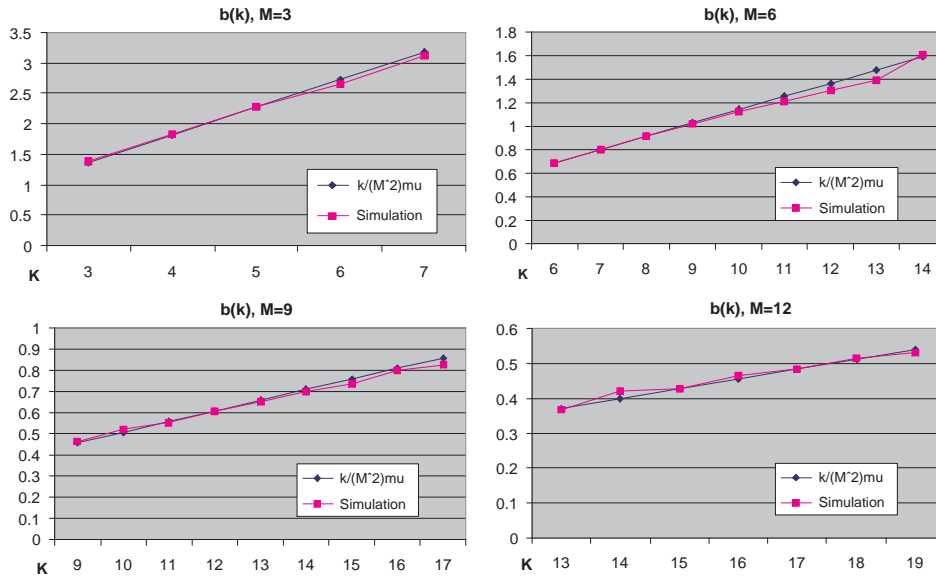 b(k), M=3
3.5
3
2.5
2
1.5
1
0.5
0
k/(Mˆ2)mu
Simulation
K 3 4 5 6 7
b(k), M=6
1.8
1.6
1.4
1.2
1
0.8
0.6
0.4
0.2
0
k/(Mˆ2)mu
Simulation
K 6 7 8 9 10 11 12 13 14
b(k), M=9
1
0.9
0.8
0.7
0.6
0.5
0.4
0.3
0.2
0.1
0
k/(Mˆ2)mu
Simulation
K 9 10 11 12 13 14 15 16 17
b(k), M=12
0.6
0.5
0.4
0.3
0.2
0.1
0
k/(Mˆ2)mu
Simulation
K 13 14 15 16 17 18 19